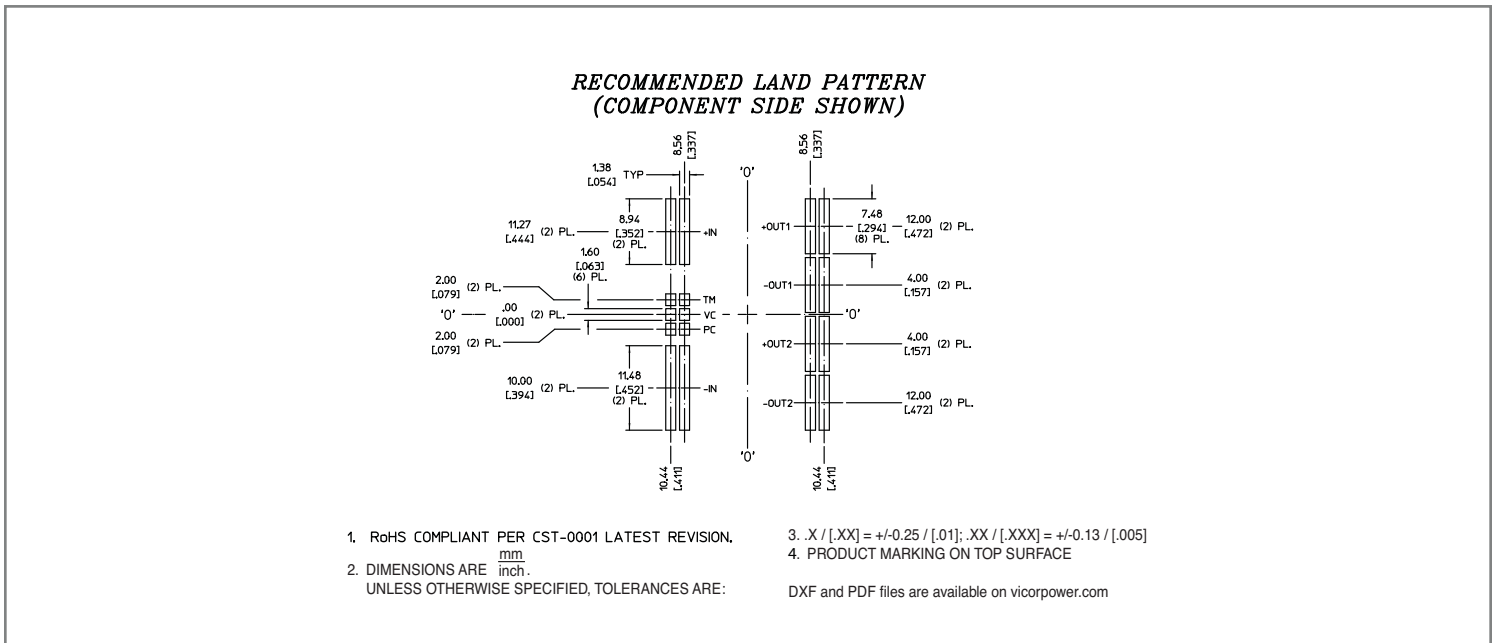 RECOMMENDED LAND PATTERN
(COMPONENT SIDE SHOWN)
8.56
[.337]
8.56
[.337]
1.38
[.054]
TYP
'0'
11.27
[.444]
(2) PL.
8.94
[.352]
(2) PL.
+IN
+OUT1
7.48
[.294]
(8) PL.
12.00
[.472]
(2) PL.
1.60
[.063]
(6) PL.
2.00
[.079]
(2) PL.
TM
-OUT1
4.00
[.157]
(2) PL.
'0'
.00
[.000]
(2) PL.
VC
'0'
2.00
[.079]
(2) PL.
PC
+OUT2
4.00
[.157]
(2) PL.
10.00
[.394]
(2) PL.
11.48
[.452]
(2) PL.
-IN
-OUT2
12.00
[.472]
(2) PL.
'0'
10.44
[.411]
10.44
[.411]
1. RoHS COMPLIANT PER CST-0001 LATEST REVISION.
2. DIMENSIONS ARE mm
inch.
UNLESS OTHERWISE SPECIFIED, TOLERANCES ARE:
3. .X / [.XX] = +/-0.25 / [.01]; .XX / [.XXX] = +/-0.13 / [.005]
4. PRODUCT MARKING ON TOP SURFACE
DXF and PDF files are available on vicorpower.com